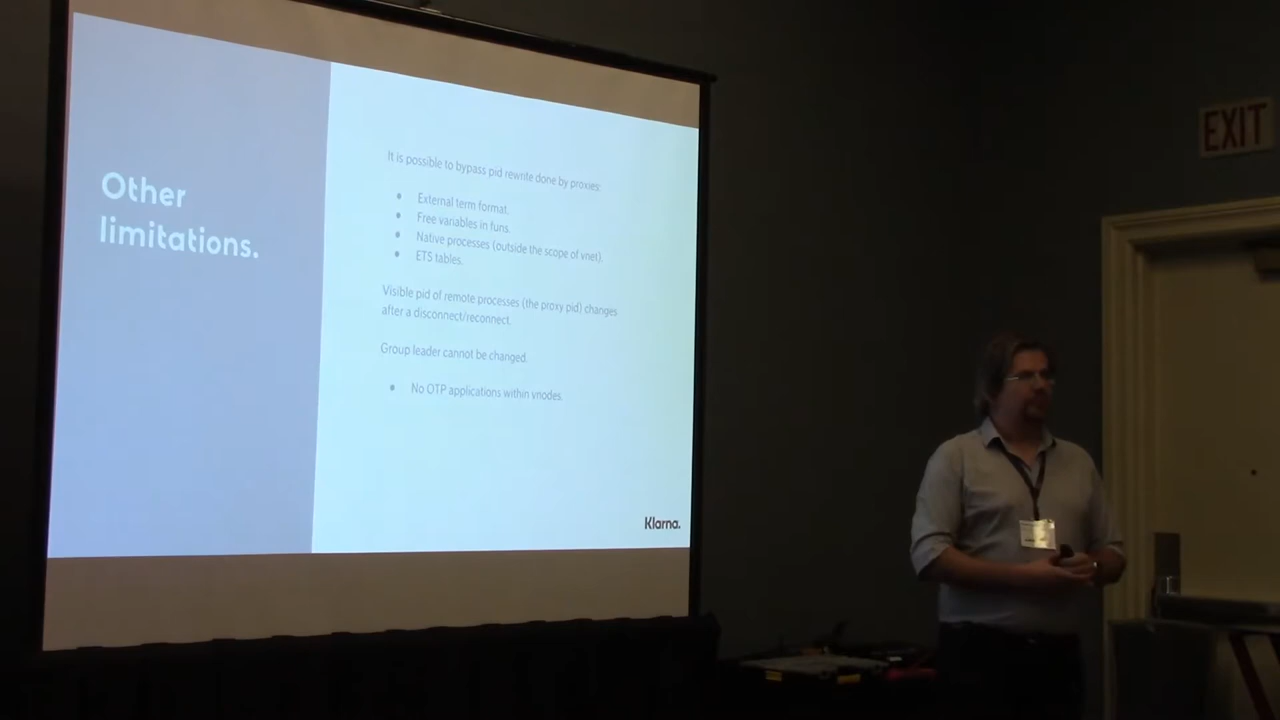 Other
limitations.
It is possible to bypass pid rewrite done by proxies:
• External term format.
• Free variables in funs.
• Native processes (outside the scope of vnet).
• ETS tables.
Visible pid of remote processes (the proxy pid) changes
after a disconnect/reconnect.
Group leader cannot be changed.
• No OTP applications within vnodes.
Klarna.
EXIT